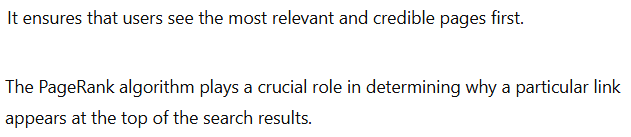 It ensures that users see the most relevant and credible pages first.
The PageRank algorithm plays a crucial role in determining why a particular link
appears at the top of the search results.